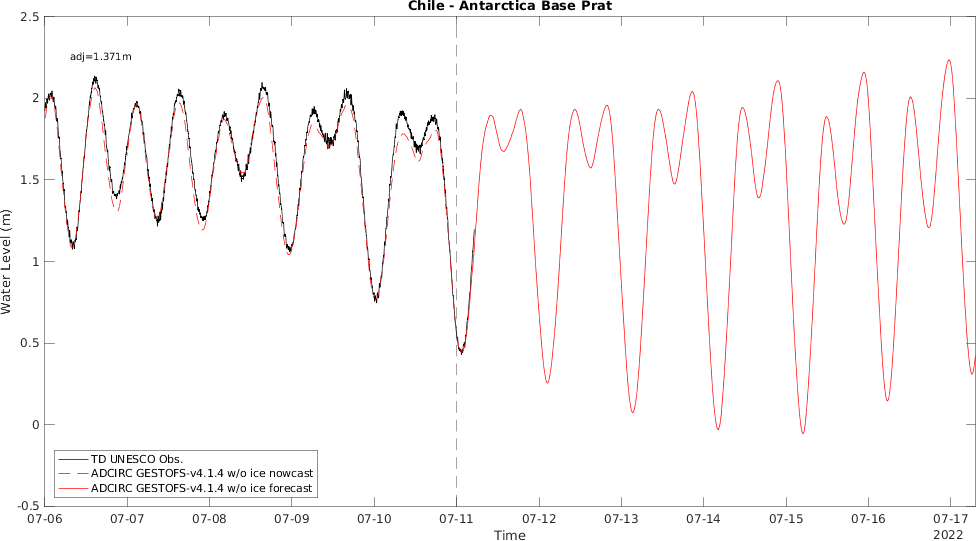 Chile - Antarctica Base Prat
adj=1.371m
2.5
2
1.5
1
0.5
0
-0.5
Water Level (m)
TD UNESCO Obs.
ADCIRC GESTOFS-v4.1.4 w/o ice nowcast
ADCIRC GESTOFS-v4.1.4 w/o ice forecast
07-06 07-07 07-08 07-09 07-10 07-11 07-12 07-13 07-14 07-15 07-16 07-17
Time
2022